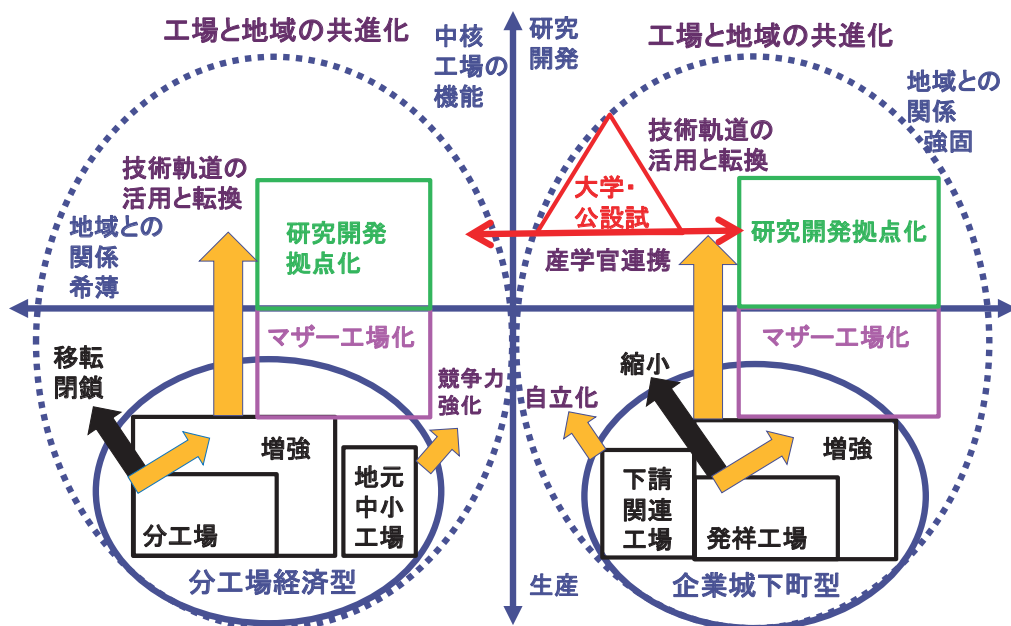 工場と地域の共進化
中核
工場の
機能
研究
開発
工場と地域の共進化
地域との
関係
強固
技術軌道の
活用と転換
技術軌道の
活用と転換
大学・
公設試
地域との
関係
希薄
研究開発
拠点化
産学官連携
研究開発拠点化
マザー工場化
マザー工場化
移転
閉鎖
競争力
強化
縮小
自立化
増強
地元
中小
工場
分工場
増強
下請
関連
工場
発祥工場
分工場経済型
生産
企業城下町型